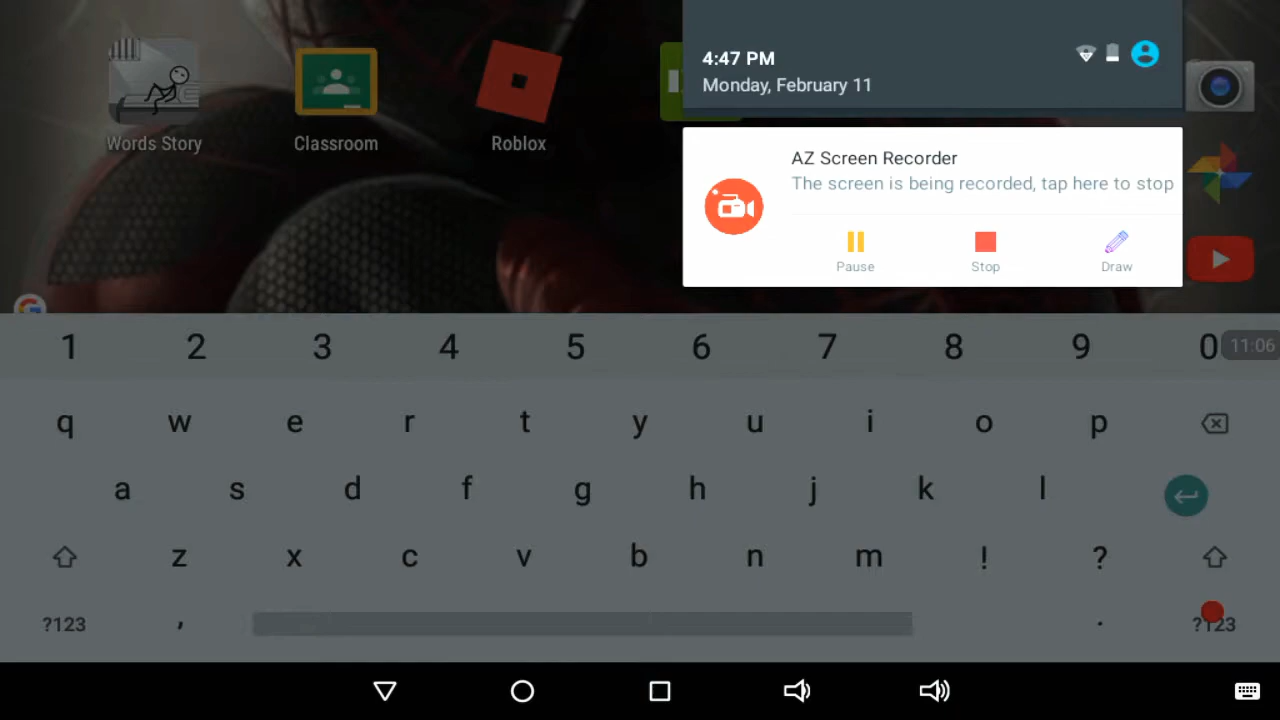 4:47 PM
Monday, February 11
Words Story
Classroom
Roblox
AZ Screen Recorder
The screen is being recorded, tap here to stop
Pause Stop Draw
1 2 3 4 5 6 7 8 9 0
11:06
q w e r t y u i o p
a s d f g h j k l
z x c v b n m ! ?
?123 , . ?123